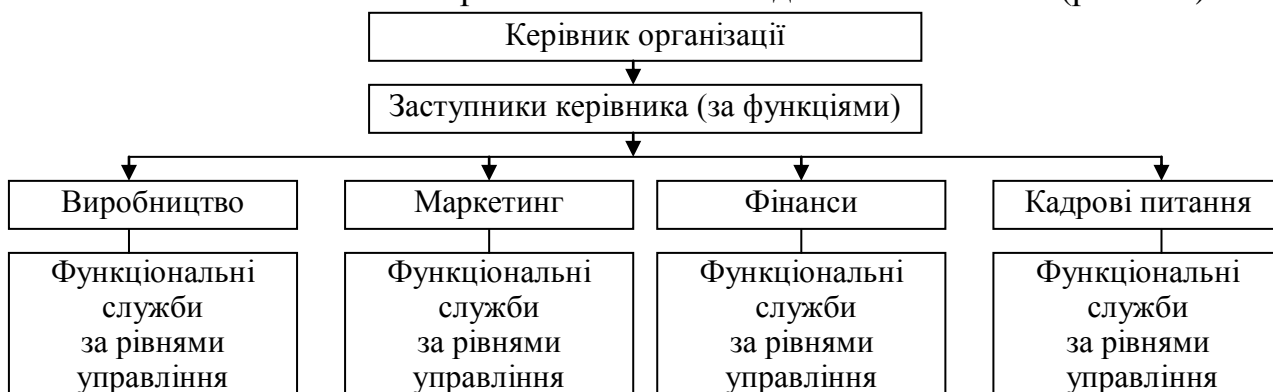 Керівник організації
Заступники керівника (за функціями)
Виробництво Маркетинг Фінанси Кадрові питання
Функціональні Функціональні Функціональні Функціональні
служби служби служби служби
за рівнями за рівнями за рівнями за рівнями
управління управління управління управління